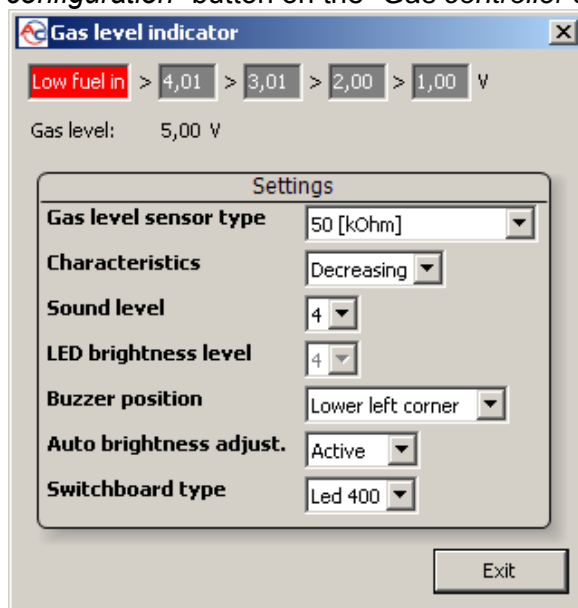 configuration" button on the "Gas controller
Gas level indicator
Low fuel in > 4,01 > 3,01 > 2,00 > 1,00 V
Gas level: 5,00 V
Settings
Gas level sensor type 50 [kOhm]
Characteristics Decreasing
Sound level 4
LED brightness level 4
Buzzer position Lower left corner
Auto brightness adjust. Active
Switchboard type Led 400
Exit